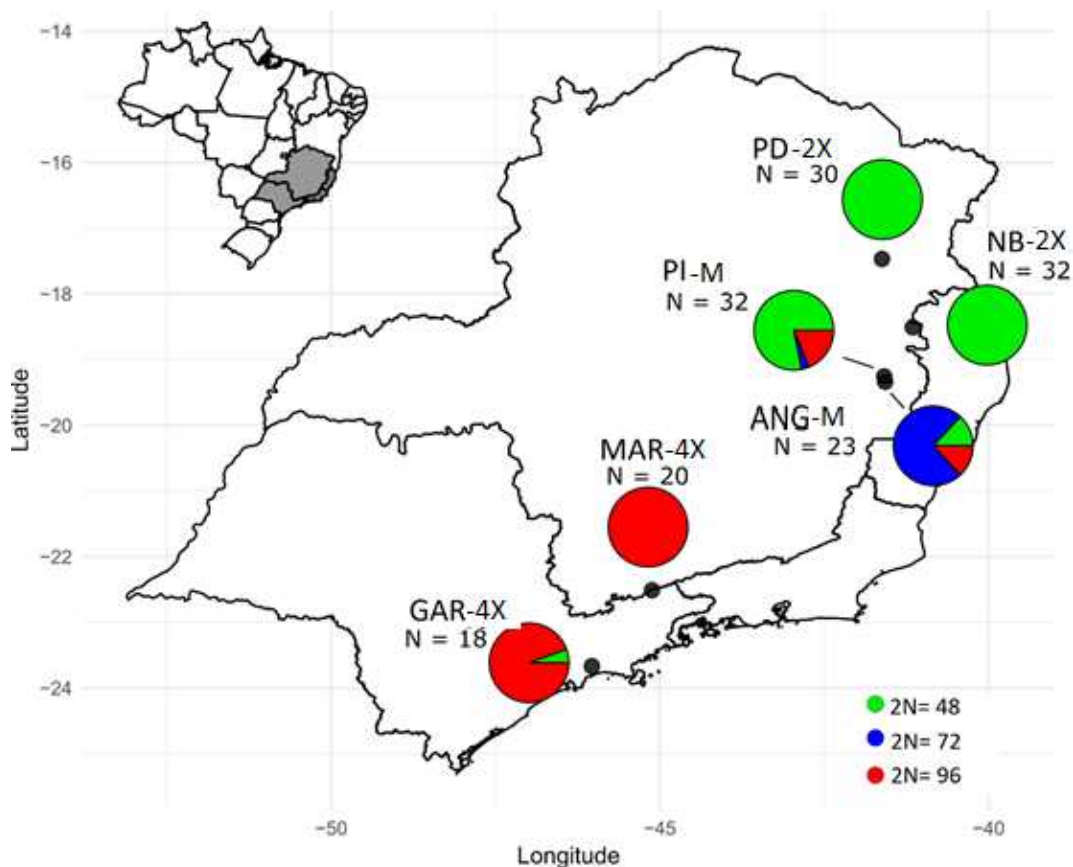 −14
−16
−18
−20
−22
−24
Latitude
PD-2X
N = 30
NB-2X
N = 32
PI-M
N = 32
ANG-M
N = 23
MAR-4X
N = 20
GAR-4X
N = 18
2N= 48
2N= 72
2N= 96
−50
−45
−40
Longitude